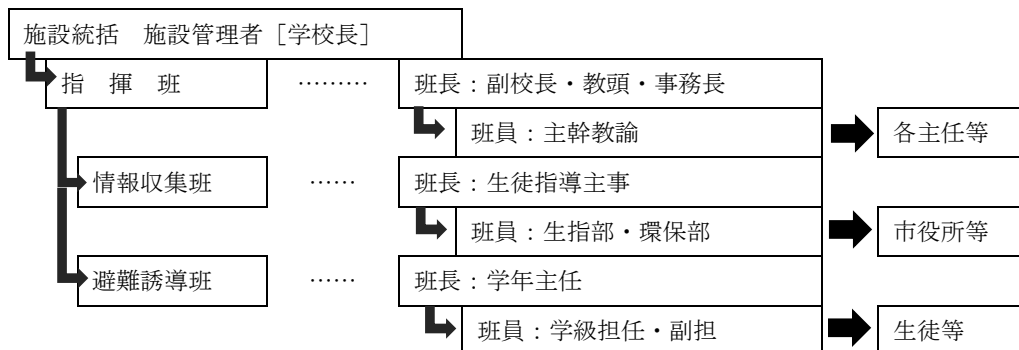 施設統括　施設管理者［学校長］
指　揮　班　………　班長：副校長・教頭・事務長
班員：主幹教諭　各主任等
情報収集班　……　班長：生徒指導主事
班員：生指部・環保部　市役所等
避難誘導班　……　班長：学年主任
班員：学級担任・副担　生徒等